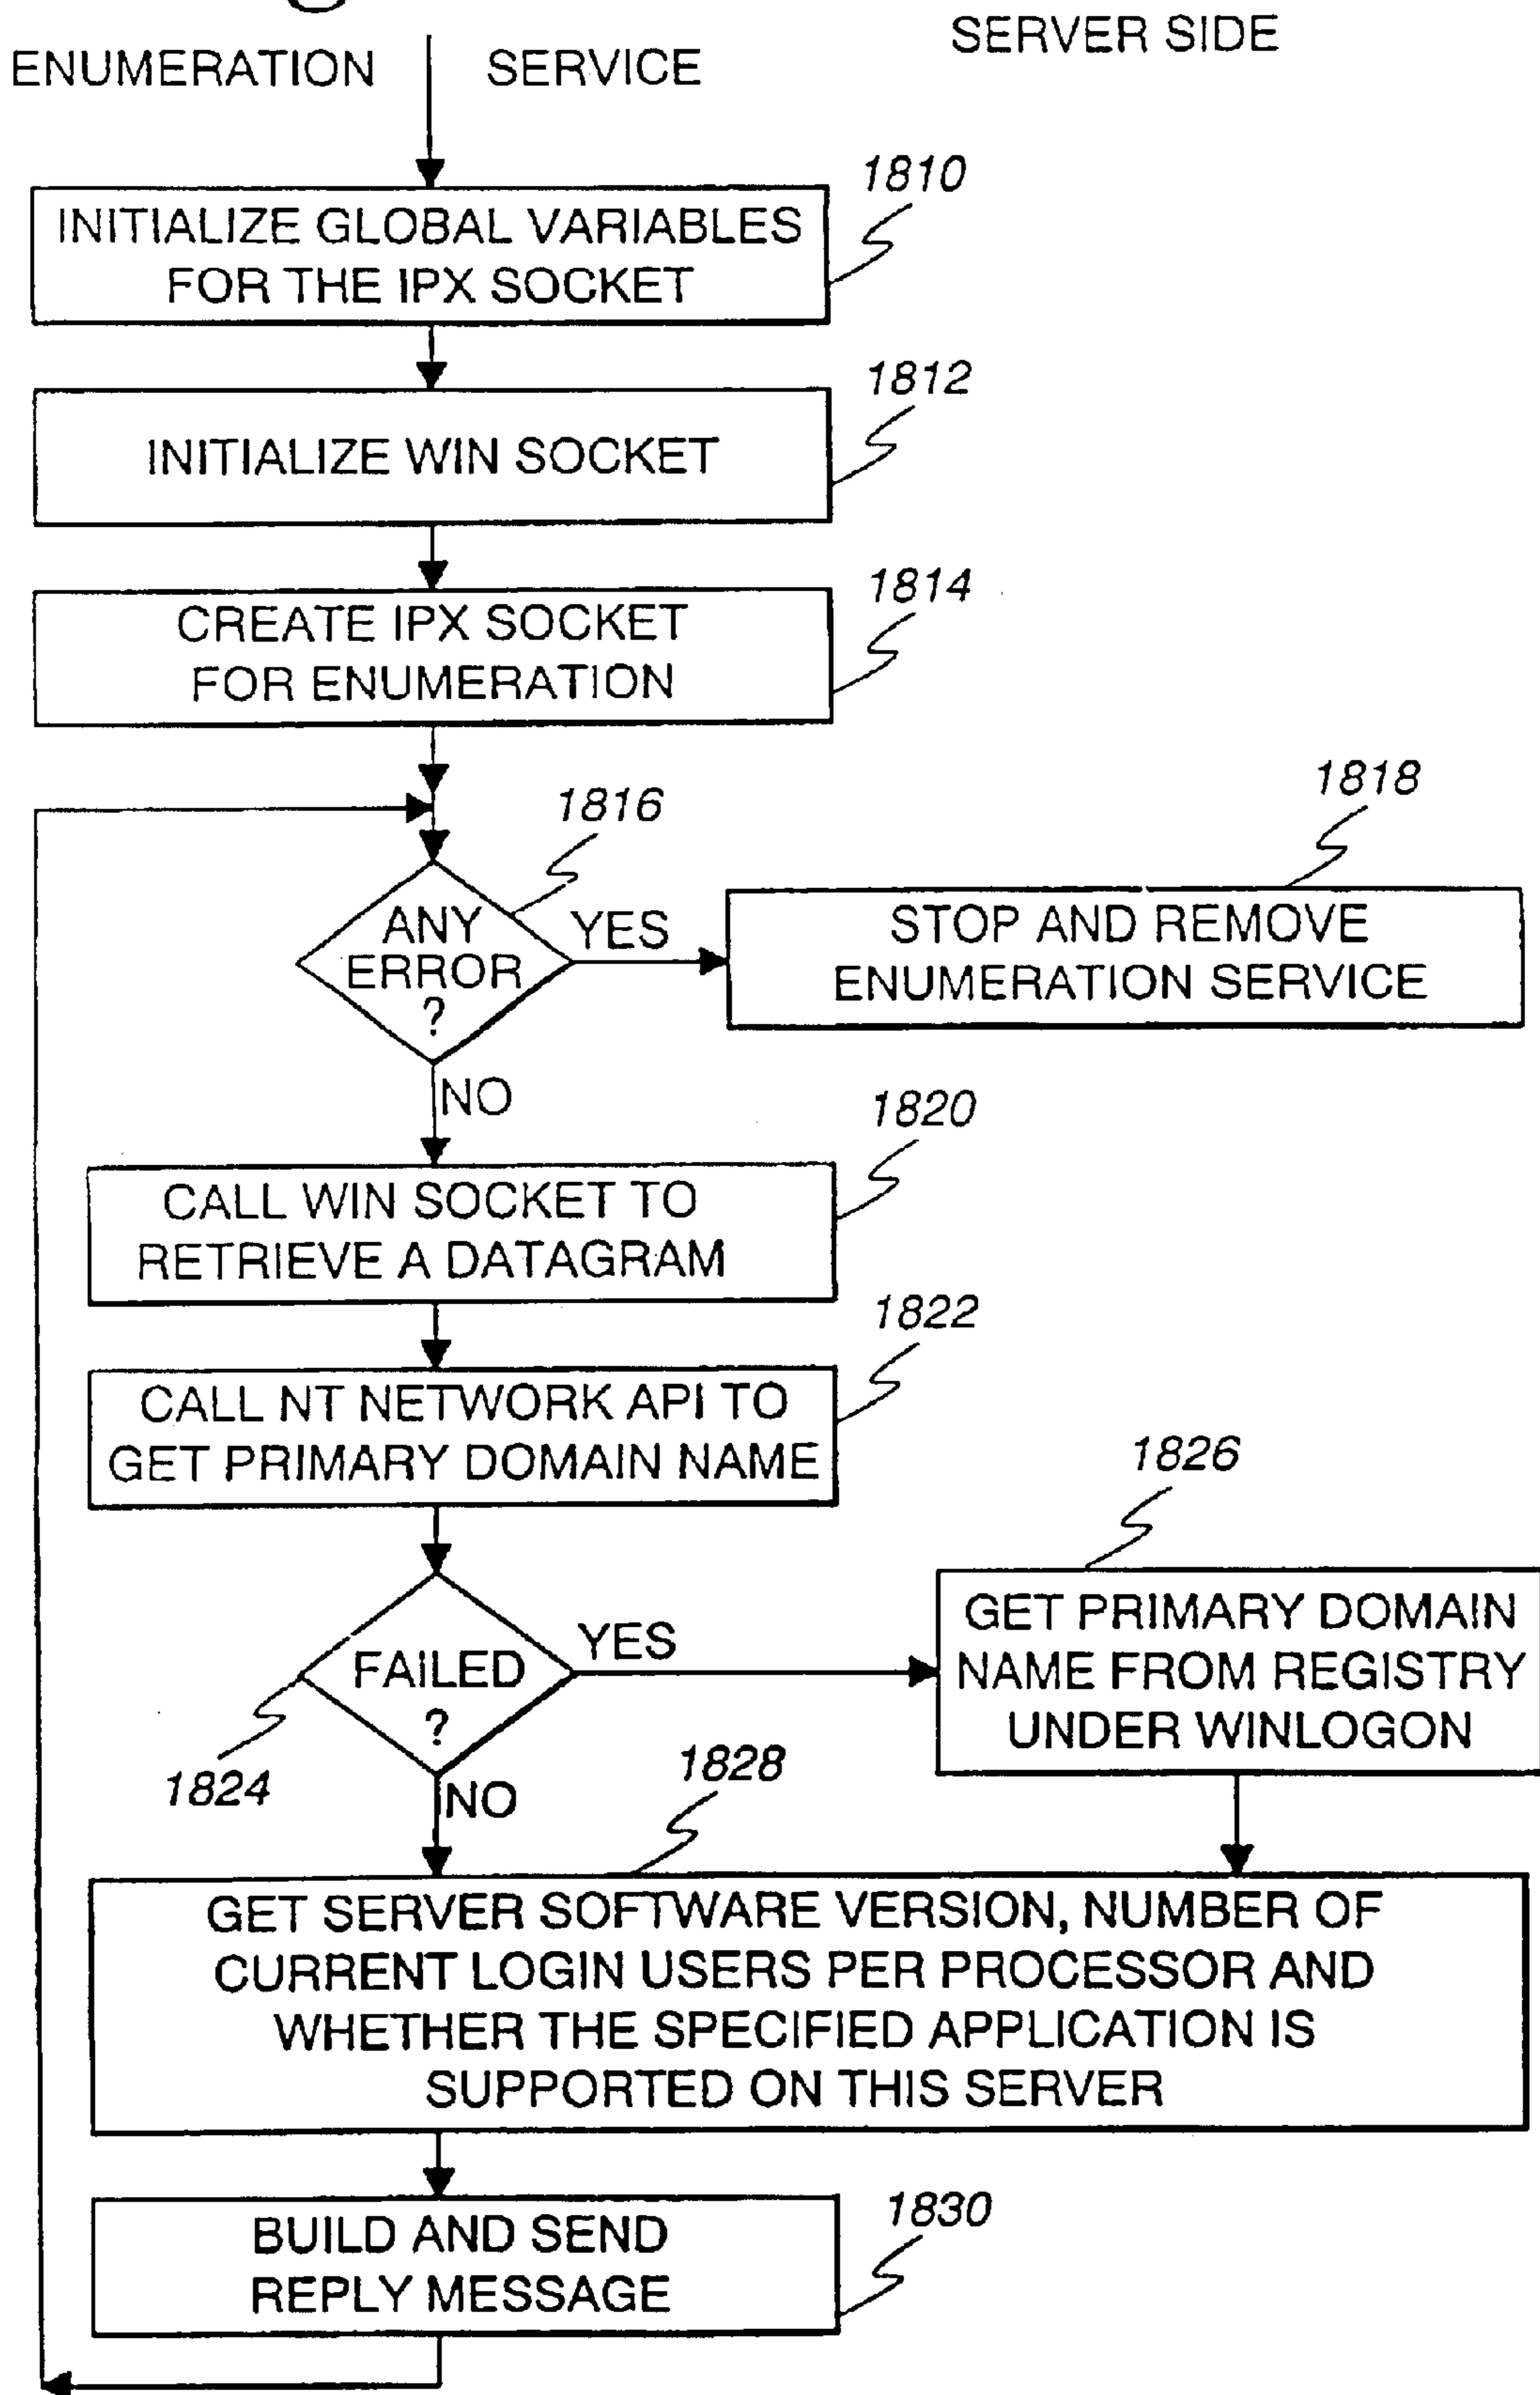 SERVER SIDE
ENUMERATION SERVICE
1810
INITIALIZE GLOBAL VARIABLES
FOR THE IPX SOCKET
1812
INITIALIZE WIN SOCKET
1814
CREATE IPX SOCKET
FOR ENUMERATION
1816
1818
ANY
ERROR
?
YES
STOP AND REMOVE
ENUMERATION SERVICE
NO
1820
CALL WIN SOCKET TO
RETRIEVE A DATAGRAM
1822
CALL NT NETWORK API TO
GET PRIMARY DOMAIN NAME
1826
FAILED
?
YES
GET PRIMARY DOMAIN
NAME FROM REGISTRY
UNDER WINLOGON
1824
NO
1828
GET SERVER SOFTWARE VERSION, NUMBER OF
CURRENT LOGIN USERS PER PROCESSOR AND
WHETHER THE SPECIFIED APPLICATION IS
SUPPORTED ON THIS SERVER
1830
BUILD AND SEND
REPLY MESSAGE